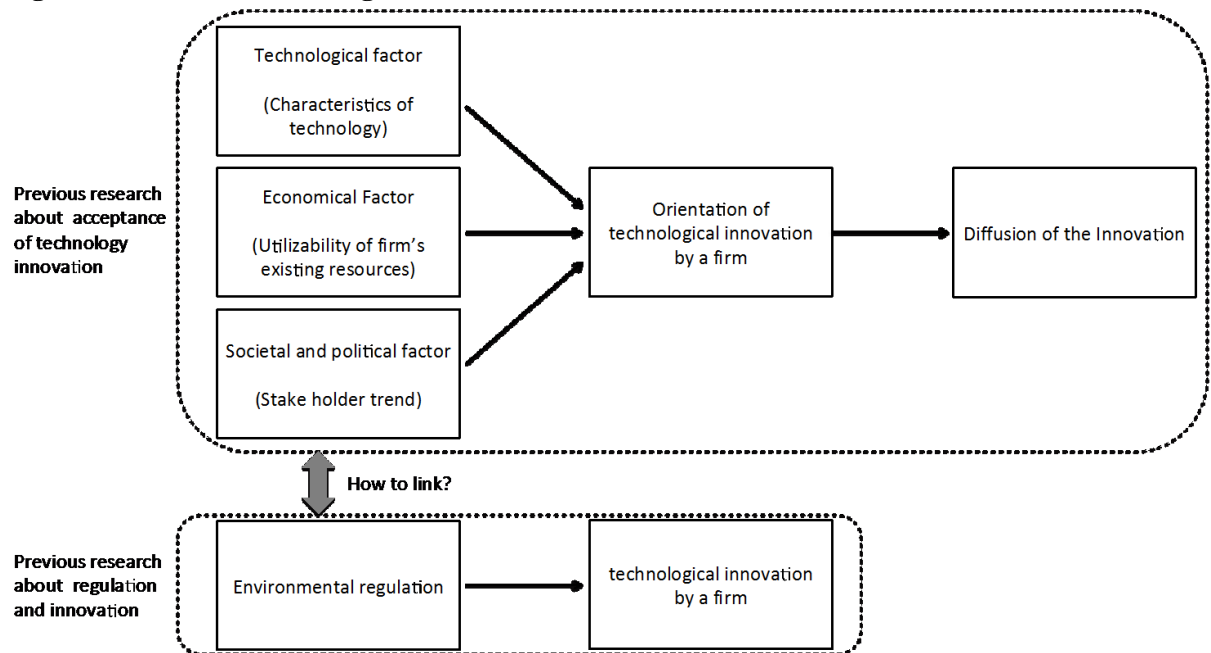 Technological factor
(Characteristics of
technology)
Previous research
about acceptance
of technology
innovation
Economical Factor
(Utilizability of firm's
existing resources)
Orientation of
technological innovation
by a firm
Diffusion of the Innovation
Societal and political factor
(Stake holder trend)
How to link?
Previous research
about regulation
and innovation
Environmental regulation
technological innovation
by a firm